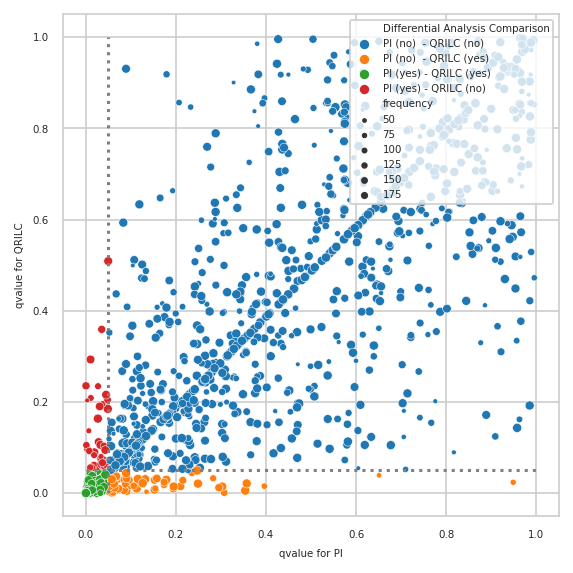 Differential Analysis Comparison
PI (no) - QRILC (no)
PI (no) - QRILC (yes)
PI (yes) - QRILC (yes)
PI (yes) - QRILC (no)
frequency
50
75
100
125
150
175
1.0
0.8
0.6
0.4
0.2
0.0
qvalue for QRILC
0.0 0.2 0.4 0.6 0.8 1.0
qvalue for PI